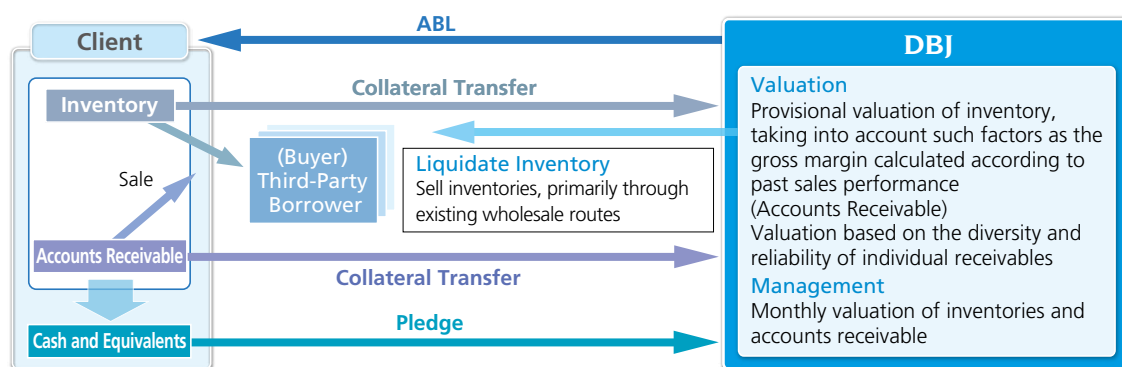 ABL
Client
DBJ
Inventory
Collateral Transfer
(Buyer)
Third-Party
Borrower
Sale
Liquidate Inventory
Sell inventories, primarily through
existing wholesale routes
Accounts Receivable
Collateral Transfer
Cash and Equivalents
Pledge
Valuation
Provisional valuation of inventory,
taking into account such factors as the
gross margin calculated according to
past sales performance
(Accounts Receivable)
Valuation based on the diversity and
reliability of individual receivables
Management
Monthly valuation of inventories and
accounts receivable